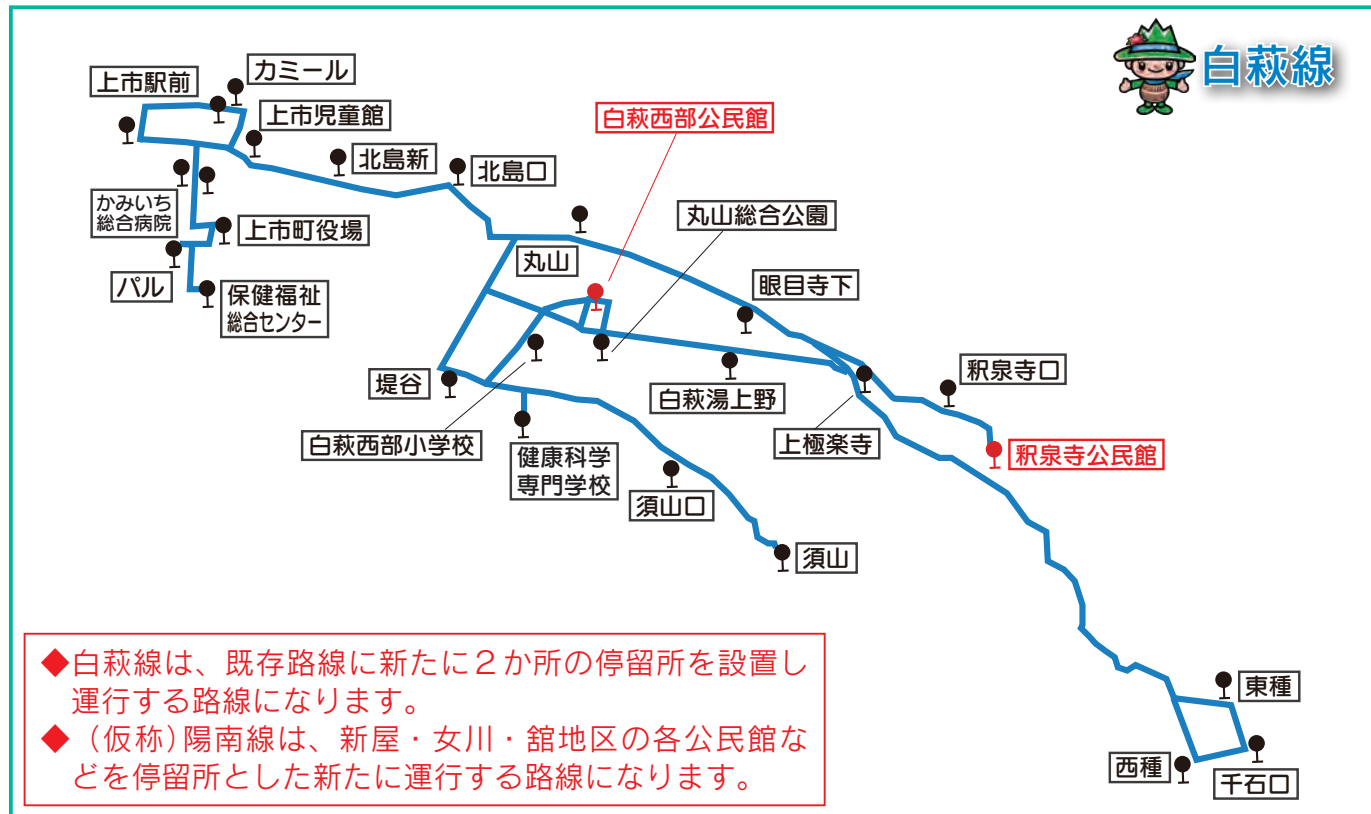 白萩線
カミール
上市駅前
上市児童館
白萩西部公民館
北島新
北島口
かみいち
総合病院
上市町役場
丸山総合公園
丸山
パル
保健福祉
総合センター
眼目寺下
堤谷
白萩湯上野
釈泉寺口
白萩西部小学校
上極楽寺
釈泉寺公民館
健康科学
専門学校
須山口
須山
東種
西種
千石口
◆白萩線は、既存路線に新たに２か所の停留所を設置し
運行する路線になります。
◆（仮称）陽南線は、新屋・女川・舘地区の各公民館な
どを停留所とした新たに運行する路線になります。